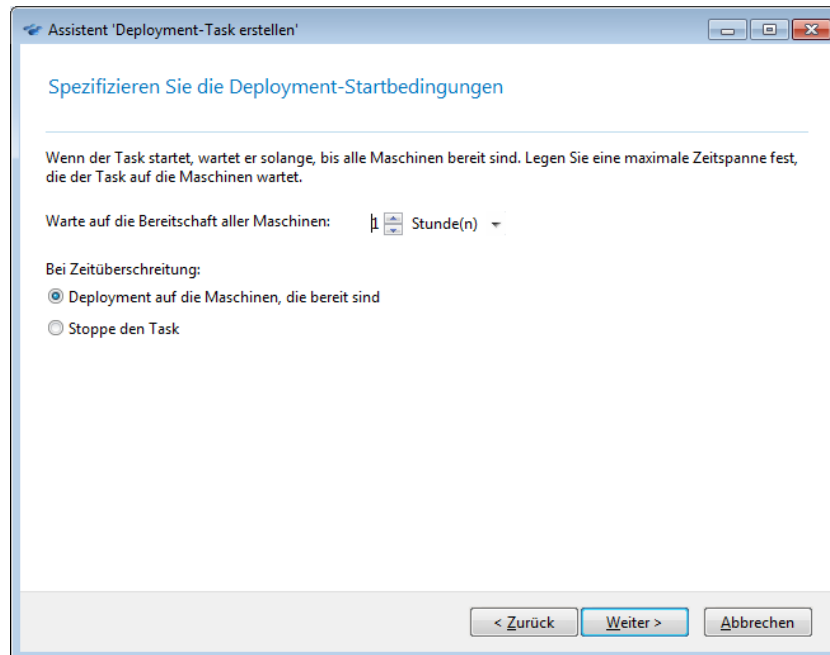 Assistent 'Deployment-Task erstellen'
Spezifizieren Sie die Deployment-Startbedingungen
Wenn der Task startet, wartet er solange, bis alle Maschinen bereit sind. Legen Sie eine maximale Zeitspanne fest,
die der Task auf die Maschinen wartet.
Warte auf die Bereitschaft aller Maschinen: 1 Stunde(n)
Bei Zeitüberschreitung:
Deployment auf die Maschinen, die bereit sind
Stoppe den Task
< Zurück Weiter > Abbrechen